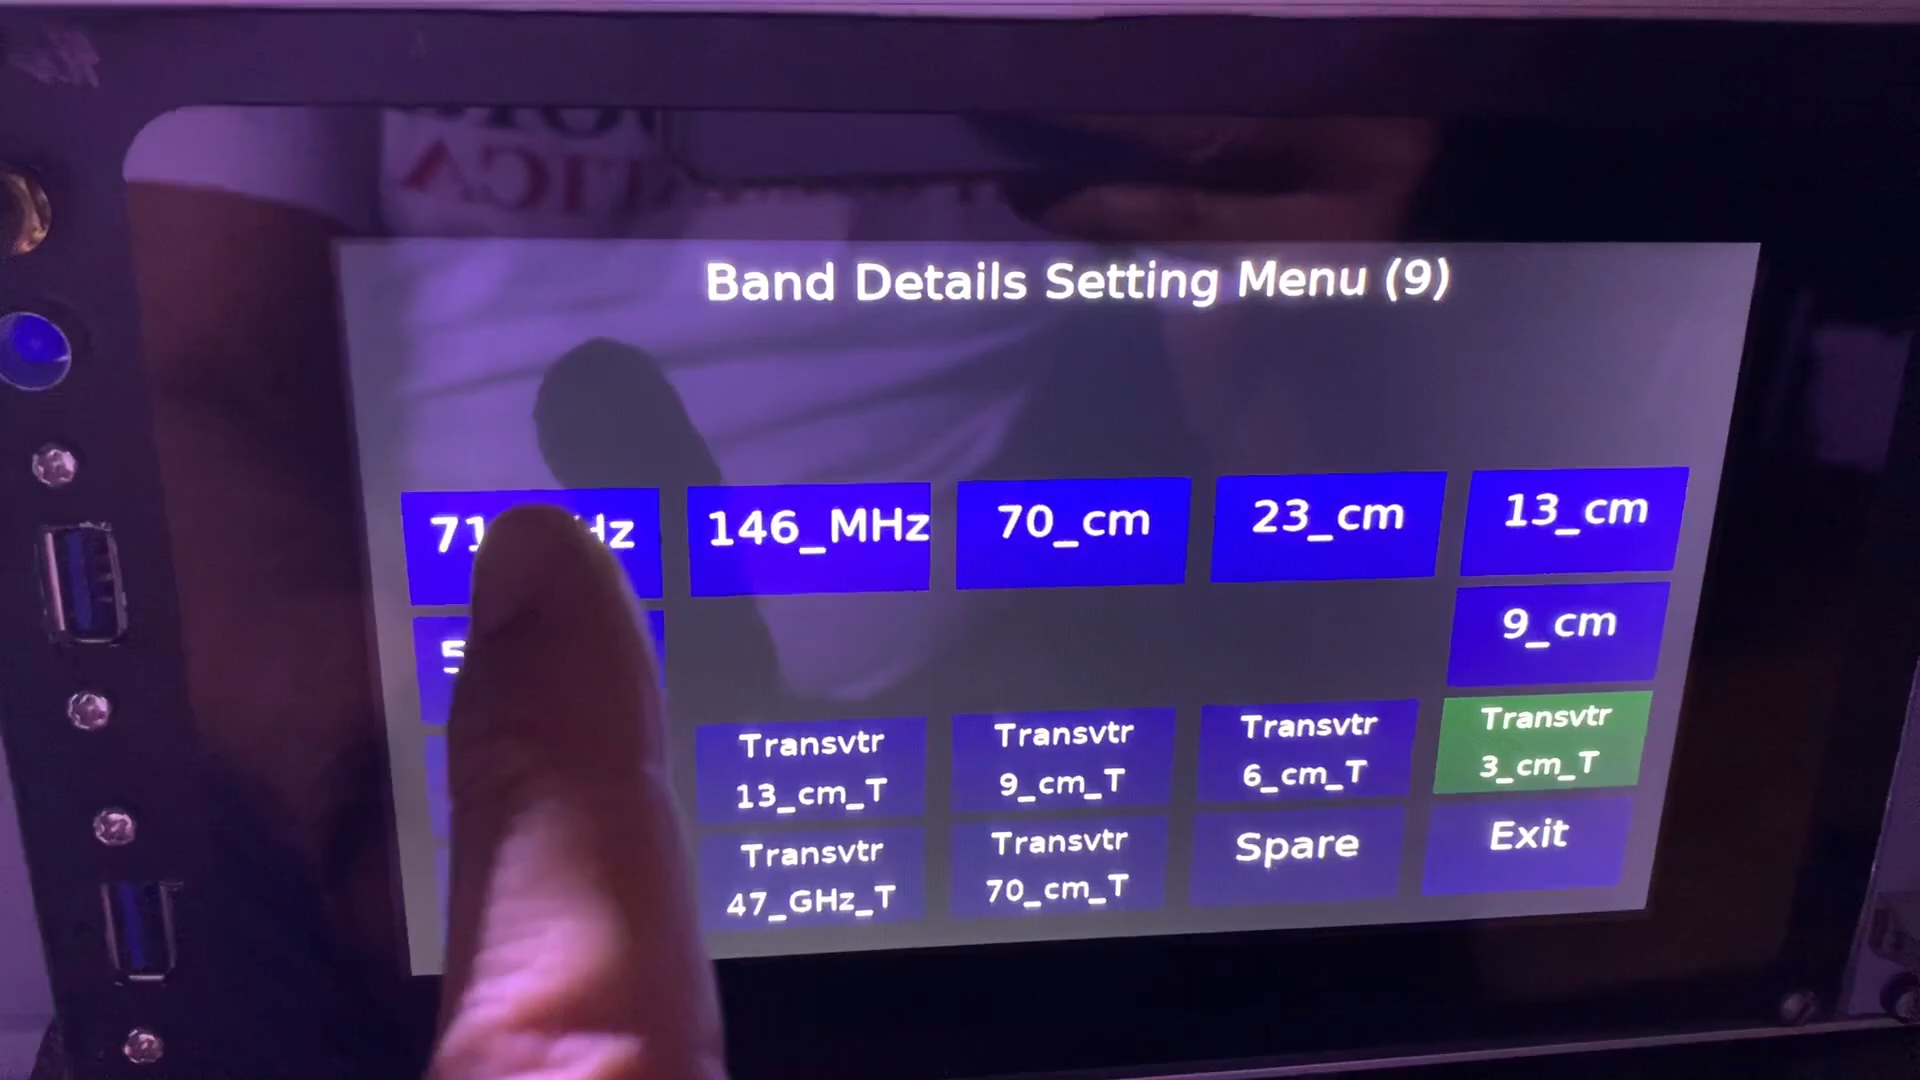 Band Details Setting Menu (9)
146_MHz
70_cm
23_cm
13_cm
9_cm
Transvtr
13_cm_T
Transvtr
9_cm_T
Transvtr
6_cm_T
Transvtr
3_cm_T
Transvtr
47_GHz_T
Transvtr
70_cm_T
Spare
Exit